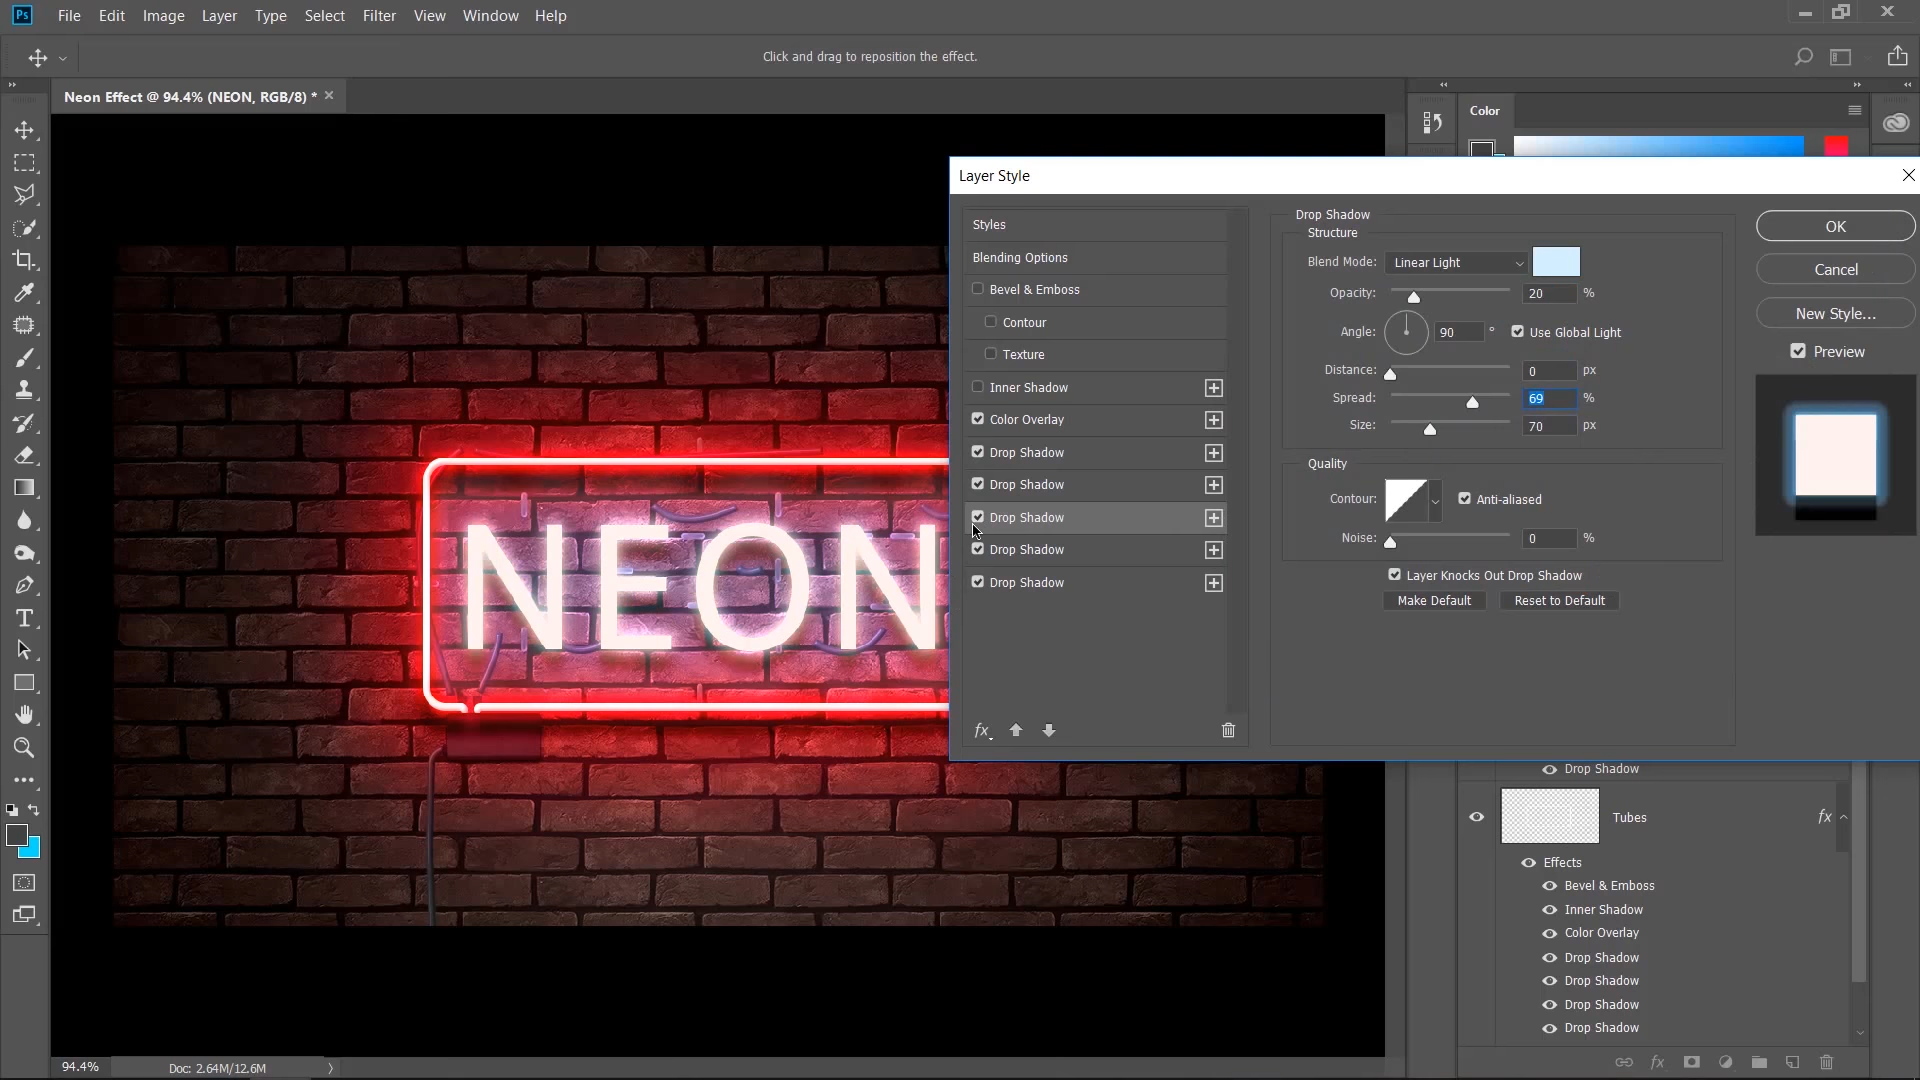 Ps File Edit Image Layer Type Select Filter View Window Help
Click and drag to reposition the effect.
Neon Effect @ 94.4% (NEON, RGB/8) * ×
Color
Layer Style
Styles
Blending Options
Bevel & Emboss
Contour
Texture
Inner Shadow
Color Overlay
Drop Shadow
Drop Shadow
Drop Shadow
Drop Shadow
Drop Shadow
fx
Drop Shadow
Structure
Blend Mode: Linear Light
Opacity: 20 %
Angle: 90 ° Use Global Light
Distance: 0 px
Spread: 69 %
Size: 70 px
Quality
Contour: Anti-aliased
Noise: 0 %
Layer Knocks Out Drop Shadow
Make Default Reset to Default
OK
Cancel
New Style...
Preview
NEON
Drop Shadow
Tubes fx
Effects
Bevel & Emboss
Inner Shadow
Color Overlay
Drop Shadow
Drop Shadow
Drop Shadow
Drop Shadow
fx
94.4% Doc: 2.64M/12.6M